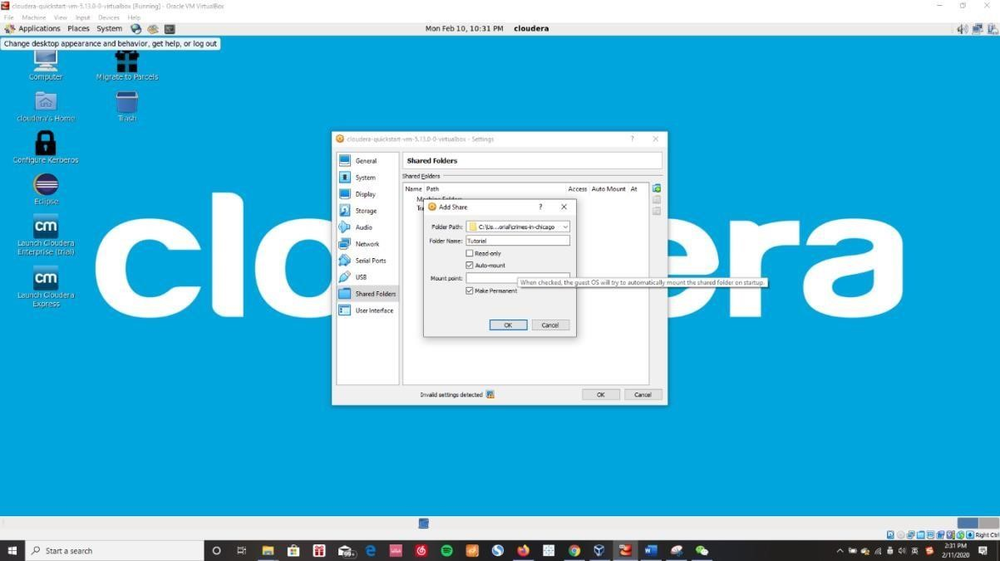 cloudera-quickstart-vm-5.13.0-0-virtualbox [Running] - Oracle VM VirtualBox
File Machine View Input Devices Help
Applications Places System
Mon Feb 10, 10:31 PM cloudera
Change desktop appearance and behavior, get help, or log out
Computer
Migrate to Parcels
cloudera's Home
Trash
Configure Kerberos
Eclipse
cm
Launch Cloudera
Enterprise (trial)
cm
Launch Cloudera
Express
cl era
cloudera-quickstart-vm-5.13.0-0-virtualbox - Settings
General
System
Display
Storage
Audio
Network
Serial Ports
USB
Shared Folders
User Interface
Shared Folders
Shared Folders
Name Path Access Auto Mount At
Add Share
Folder Path: C:\Us...orial\crimes-in-chicago
Folder Name: Tutorial
Read-only
Auto-mount
Mount point:
When checked, the guest OS will try to automatically mount the shared folder on startup.
Make Permanent
OK Cancel
Invalid settings detected
OK Cancel
Right Ctrl
Start a search
99+
英
2:31 PM
2/11/2020